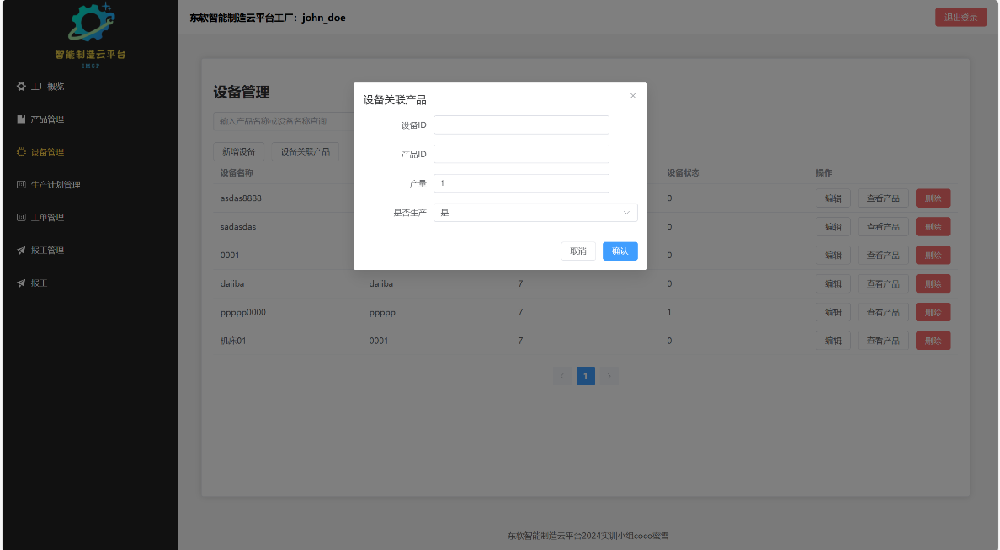 智能制造云平台
IMCP
工厂概览
产品管理
设备管理
生产计划管理
工单管理
报工管理
报工
东软智能制造云平台工厂：john_doe
退出登录
设备管理
输入产品名称或设备名称查询
新增设备 设备关联产品
设备名称 设备状态 操作
asdas8888 0 编辑 查看产品 删除
sadasdas 0 编辑 查看产品 删除
0001 0 编辑 查看产品 删除
dajiba dajiba 7 0 编辑 查看产品 删除
ppppp0000 ppppp 7 1 编辑 查看产品 删除
机床01 0001 7 0 编辑 查看产品 删除
1
设备关联产品
设备ID
产品ID
产量 1
是否生产 是
取消 确认
东软智能制造云平台2024实训小组coco蜜雪